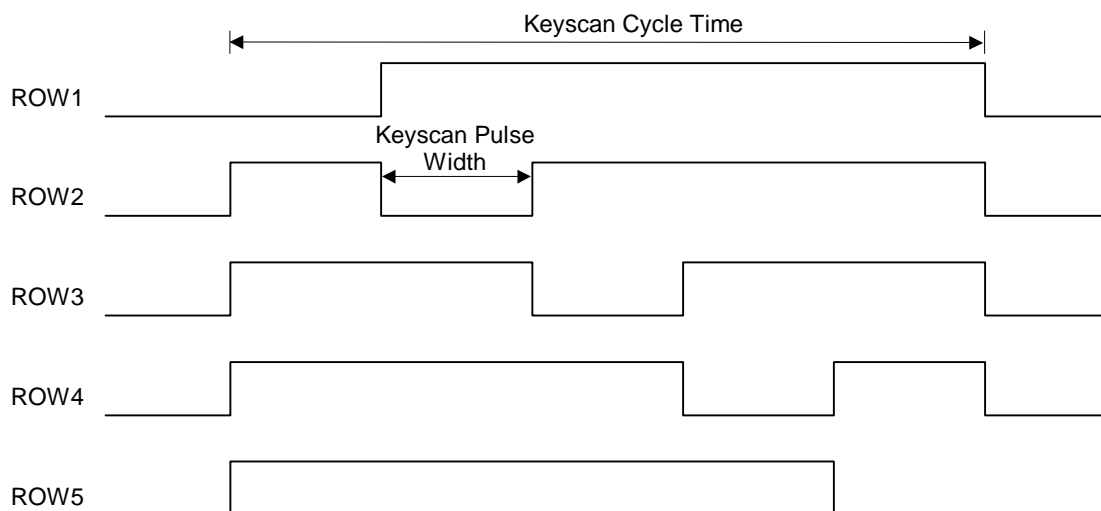 Keyscan Cycle Time
ROW1
Keyscan Pulse
Width
ROW2
ROW3
ROW4
ROW5